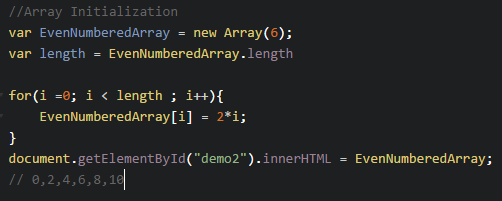 //Array Initialization
var EvenNumberedArray = new Array(6);
var length = EvenNumberedArray.length

for(i =0; i < length ; i++){
    EvenNumberedArray[i] = 2*i;
}
document.getElementById("demo2").innerHTML = EvenNumberedArray;
// 0,2,4,6,8,10